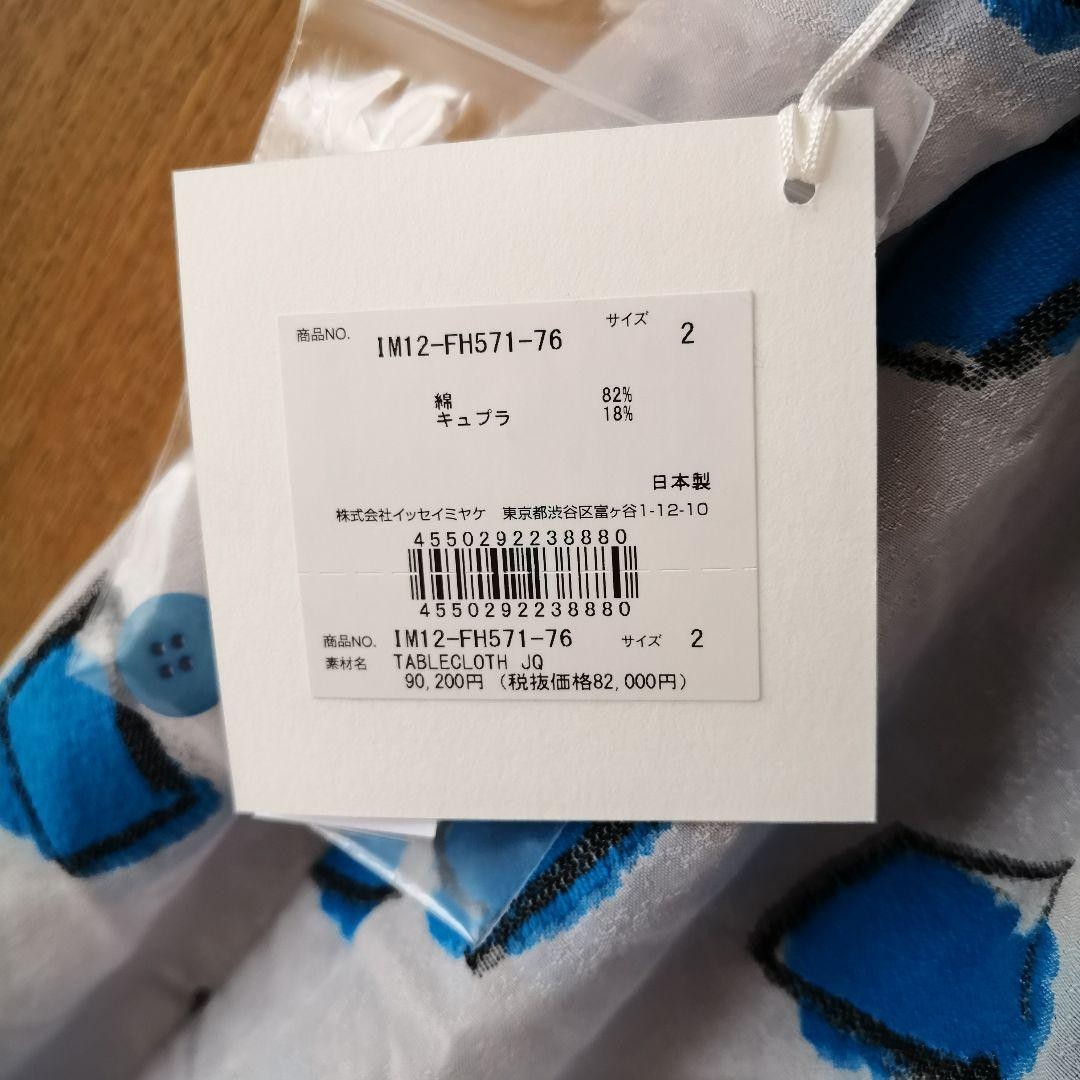 商品NO. IM12-FH571-76 サイズ 2
綿 82%
キュプラ 18%
日本製
株式会社イッセイミヤケ 東京都渋谷区富ヶ谷1-12-10
4550292238880
4550292238880
商品NO. IM12-FH571-76 サイズ 2
素材名 TABLECLOTH JQ
90,200円 (税抜価格82,000円)